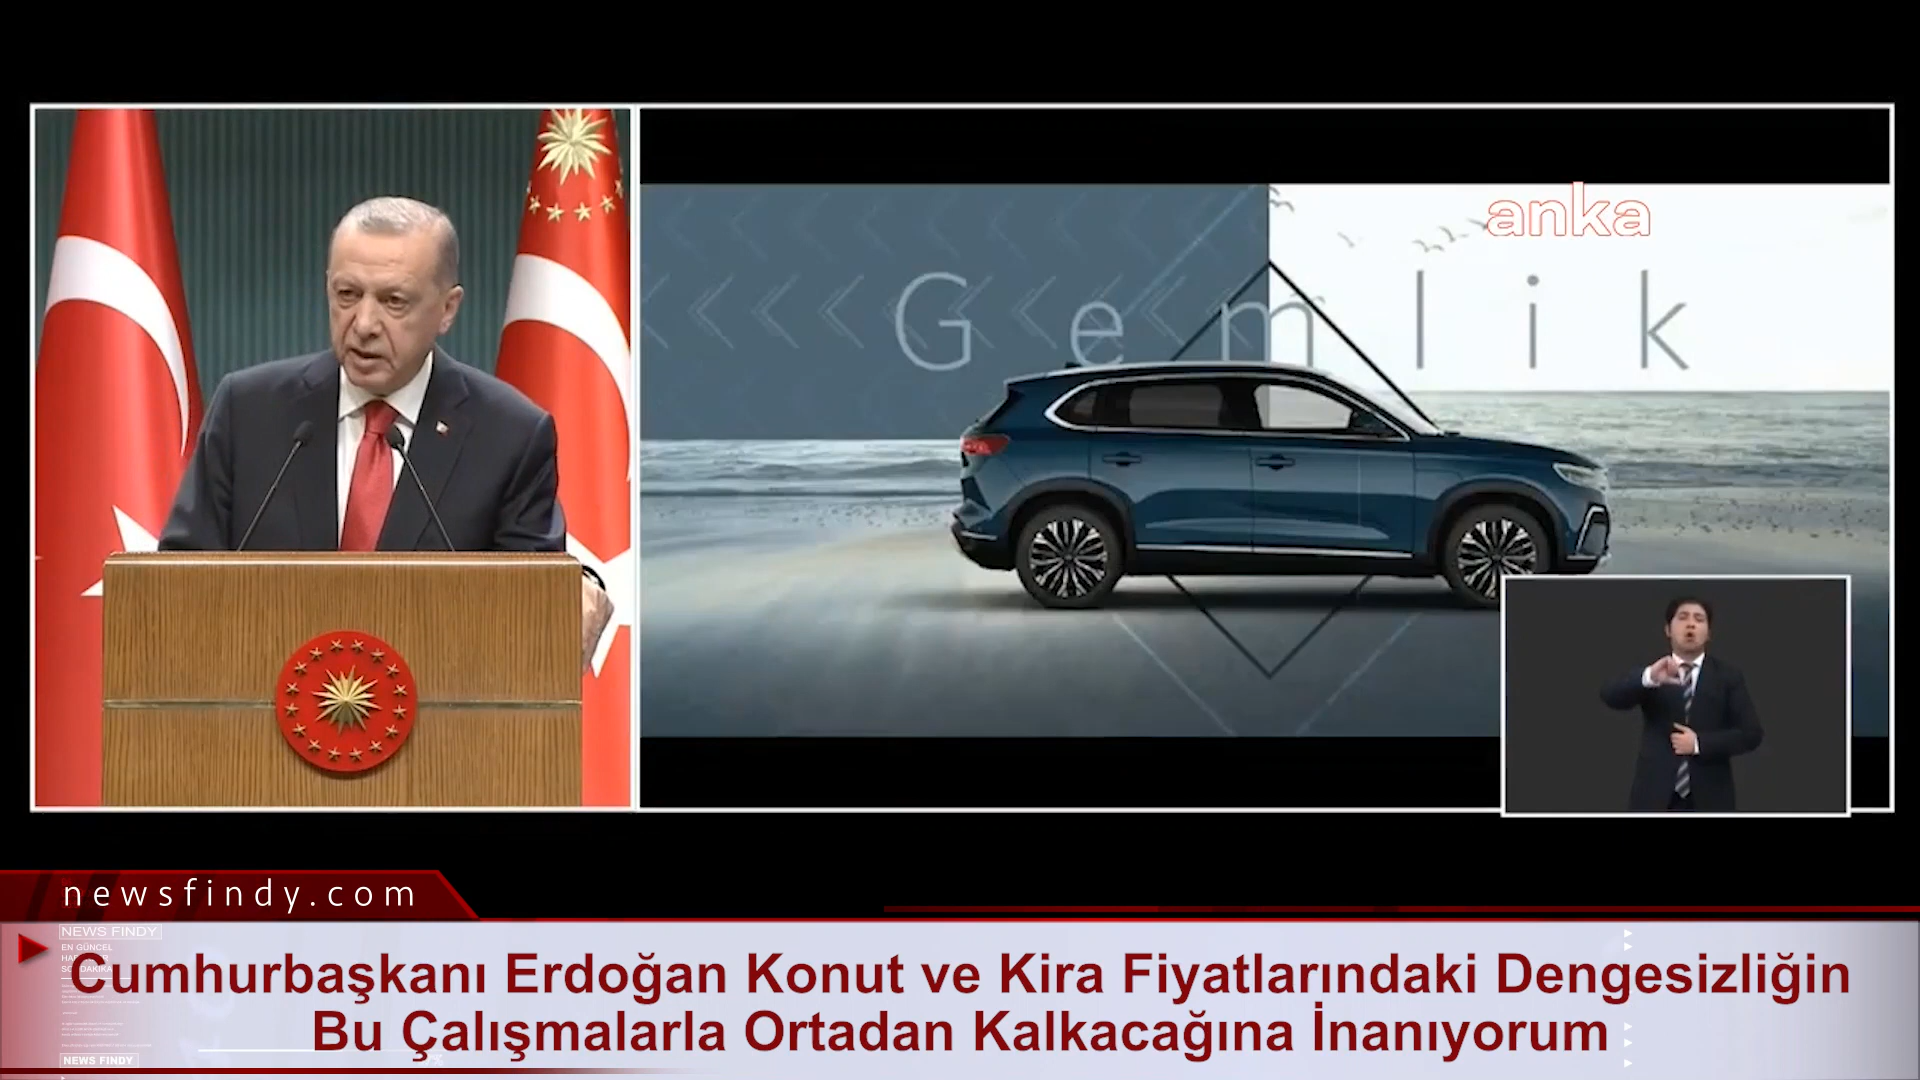 anka
Gemlik
newsfindy.com
NEWS FINDY
EN GÜNCEL
Cumhurbaşkanı Erdoğan Konut ve Kira Fiyatlarındaki Dengesizliğin
Bu Çalışmalarla Ortadan Kalkacağına İnanıyorum
NEWS FINDY